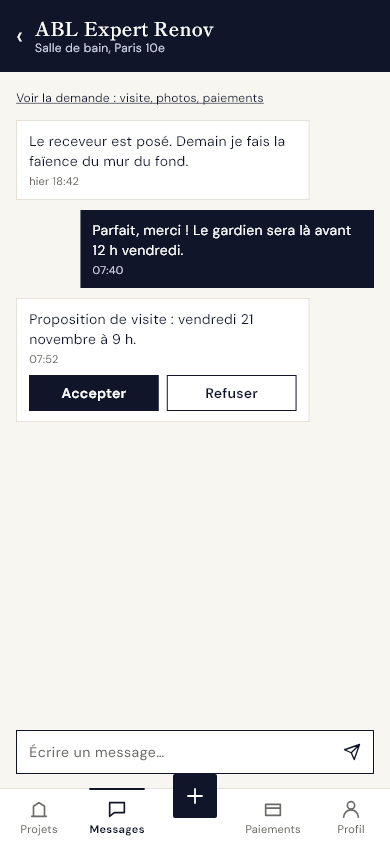 ABL Expert Renov
Salle de bain, Paris 10e
Voir la demande : visite, photos, paiements
Le receveur est posé. Demain je fais la
faïence du mur du fond.
hier 18:42
Parfait, merci ! Le gardien sera là avant
12 h vendredi.
07:40
Proposition de visite : vendredi 21
novembre à 9 h.
07:52
Accepter
Refuser
Écrire un message…
Projets
Messages
Paiements
Profil